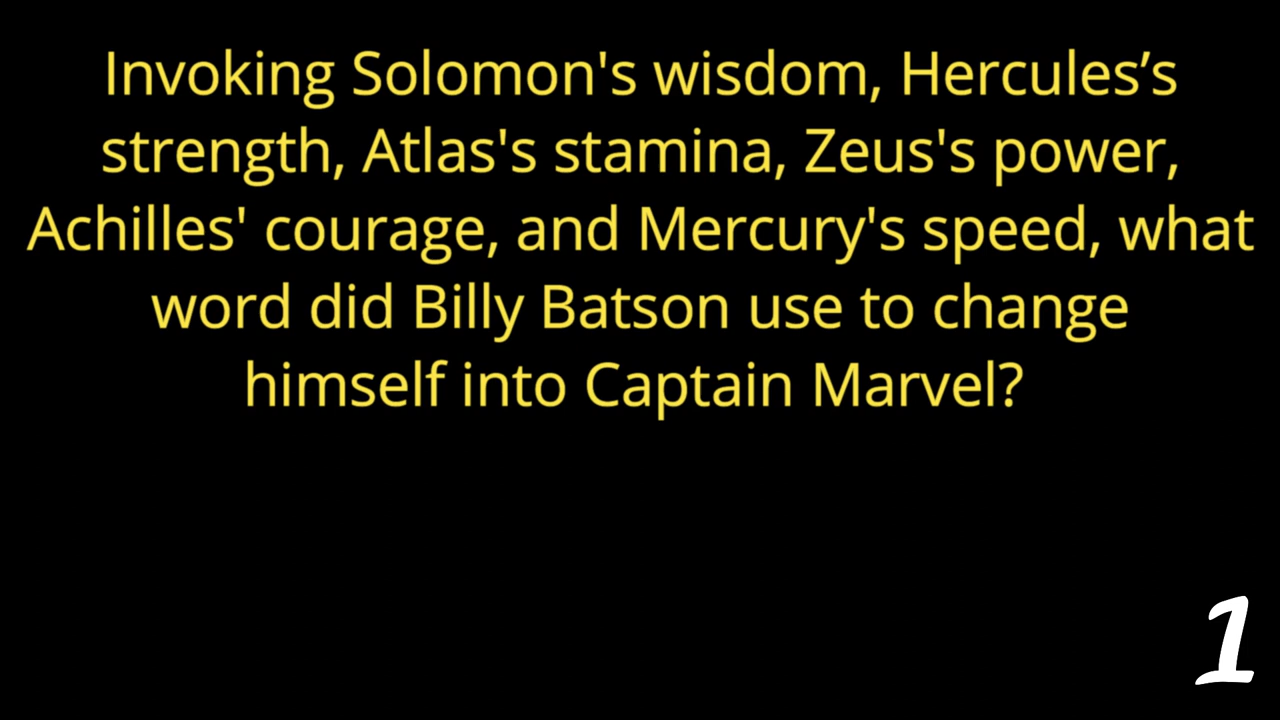 Invoking Solomon's wisdom, Hercules’s
strength, Atlas's stamina, Zeus's power,
Achilles' courage, and Mercury's speed, what
word did Billy Batson use to change
himself into Captain Marvel?
1